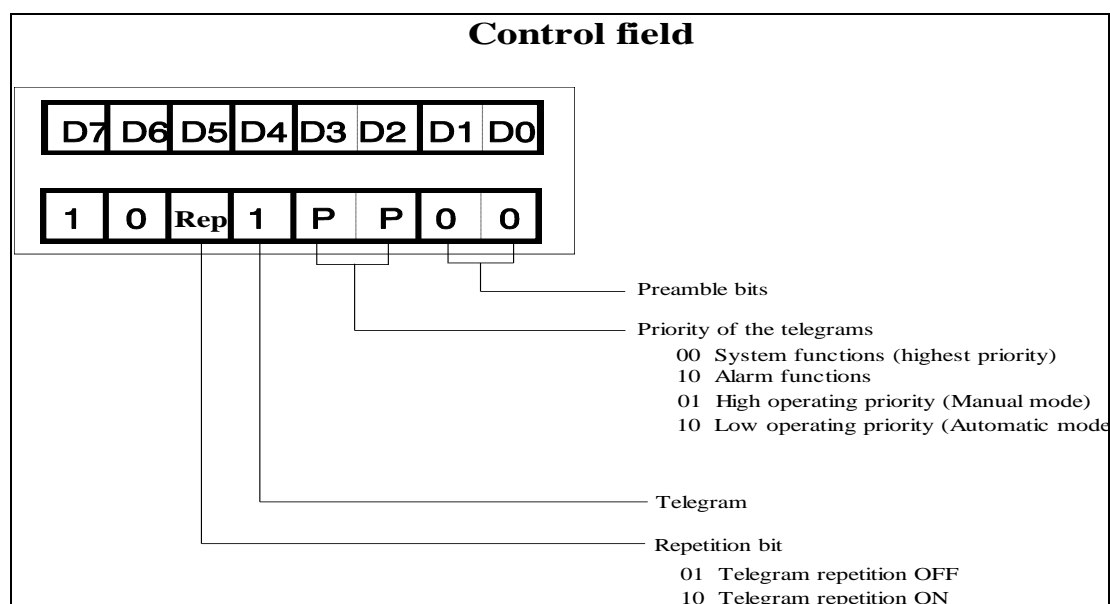 Control field
D7 D6 D5 D4 D3 D2 D1 D0
1 0 Rep 1 P P 0 0
Preamble bits
Priority of the telegrams
00 System functions (highest priority)
10 Alarm functions
01 High operating priority (Manual mode)
10 Low operating priority (Automatic mode
Telegram
Repetition bit
01 Telegram repetition OFF
10 Telegram repetition ON